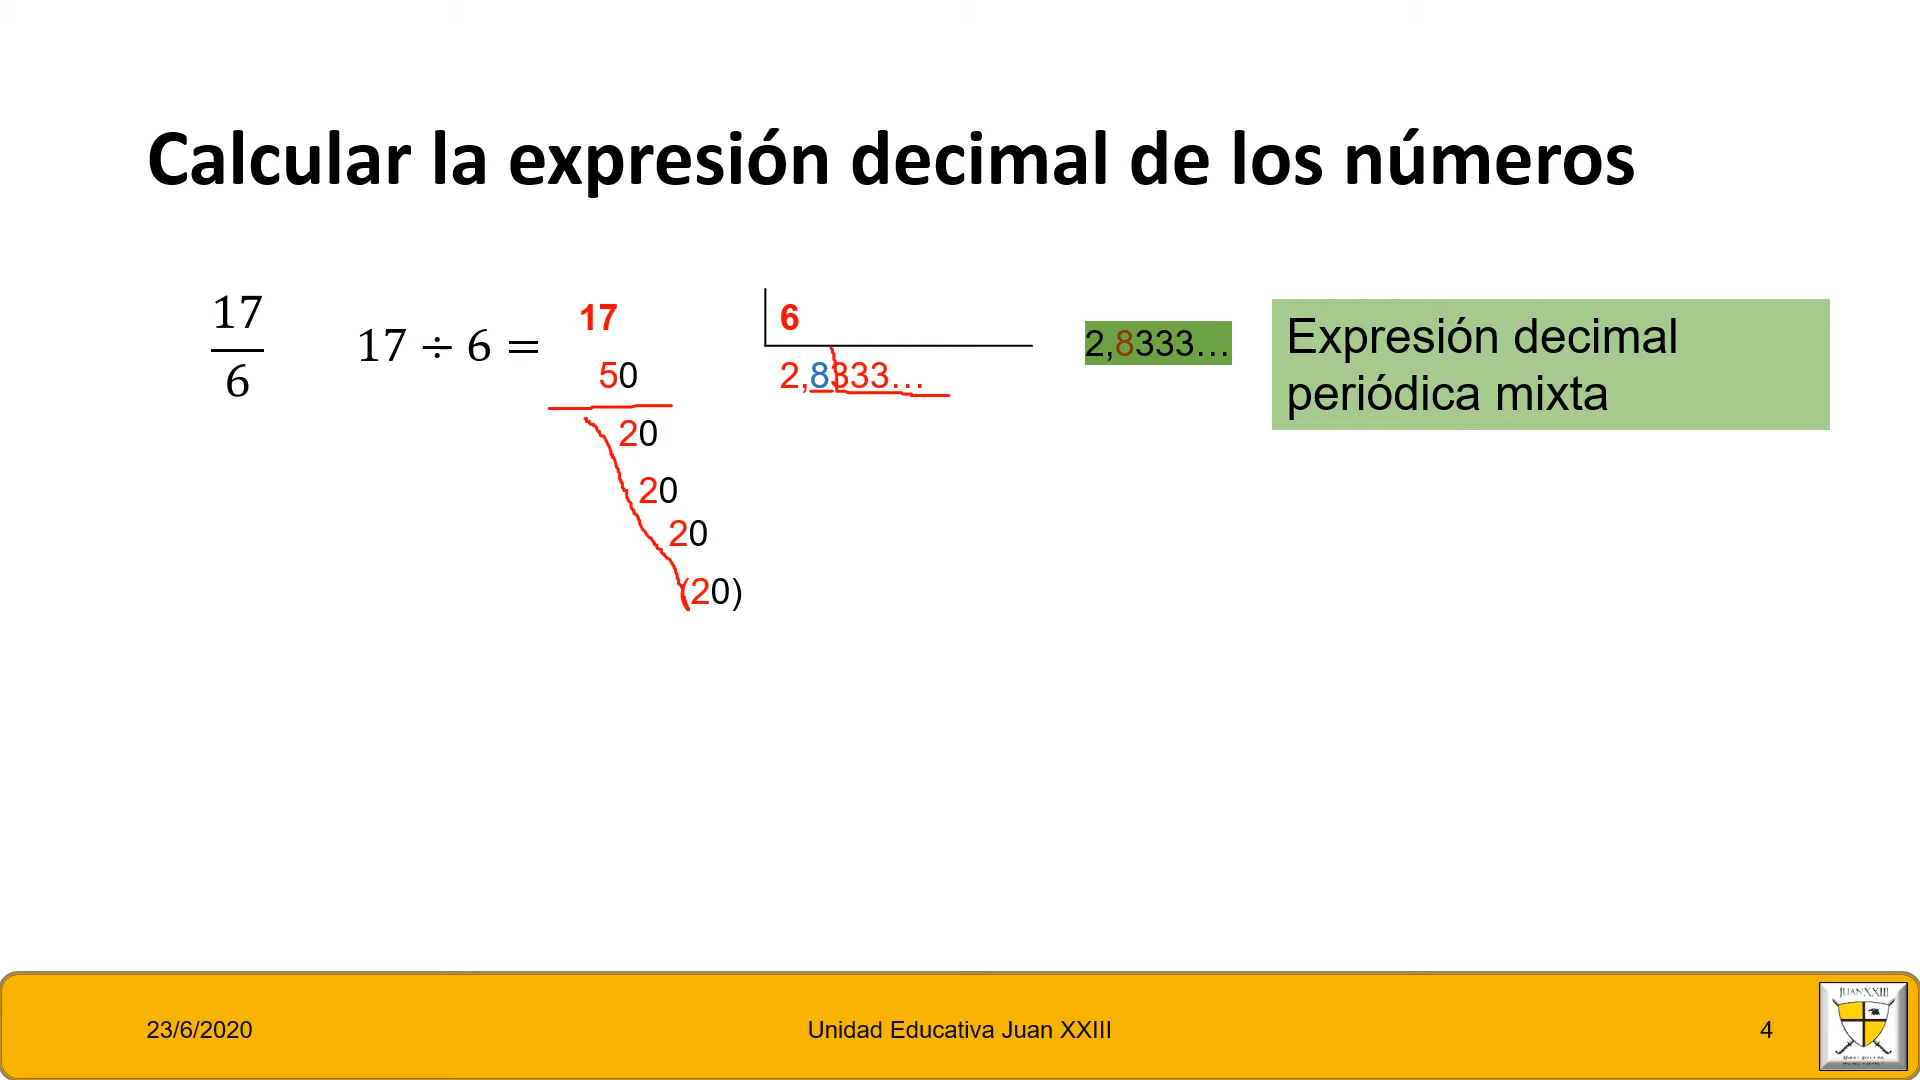 Calcular la expresión decimal de los números
17
6
17 ÷ 6 =
17
6
50
2,8333...
20
20
20
(20)
2,8333...
Expresión decimal
periódica mixta
23/6/2020
Unidad Educativa Juan XXIII
4
JUAN XXIII